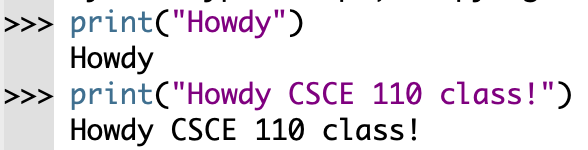 >>> print("Howdy")
Howdy
>>> print("Howdy CSCE 110 class!")
Howdy CSCE 110 class!